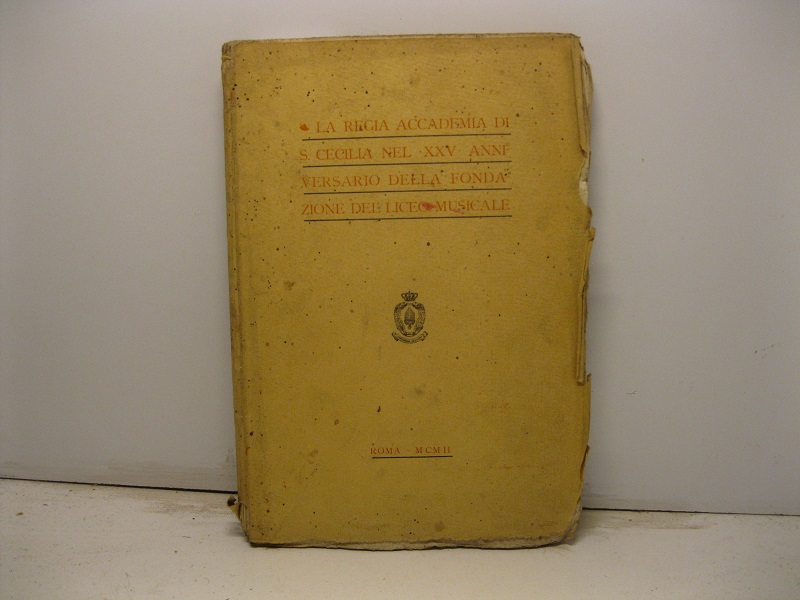 LA REGIA ACCADEMIA DI
S. CECILIA NEL XXV ANNI-
VERSARIO DELLA FONDA-
ZIONE DEL LICEO MUSICALE
ROMA - MCMII